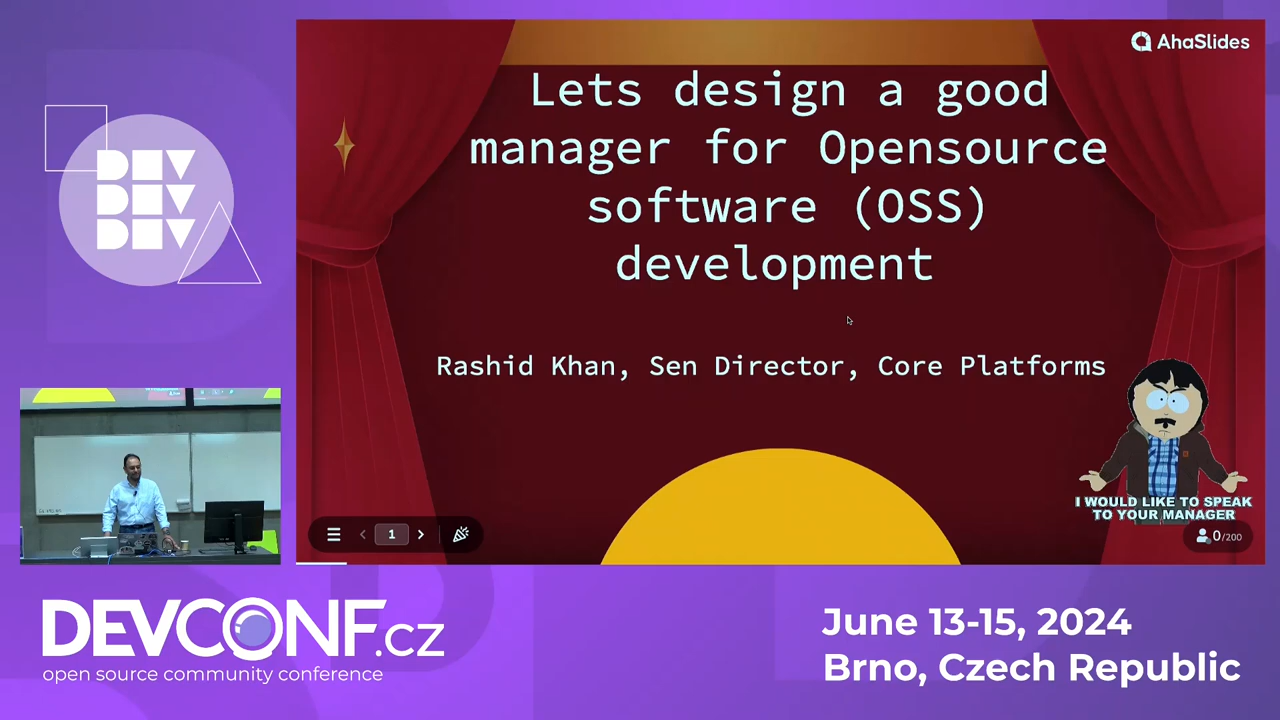 AhaSlides
Lets design a good
manager for Opensource
software (OSS)
development
Rashid Khan, Sen Director, Core Platforms
I WOULD LIKE TO SPEAK
TO YOUR MANAGER
1
0/200
DEV
DEV
DEV
DEVCONF.cz
open source community conference
June 13-15, 2024
Brno, Czech Republic